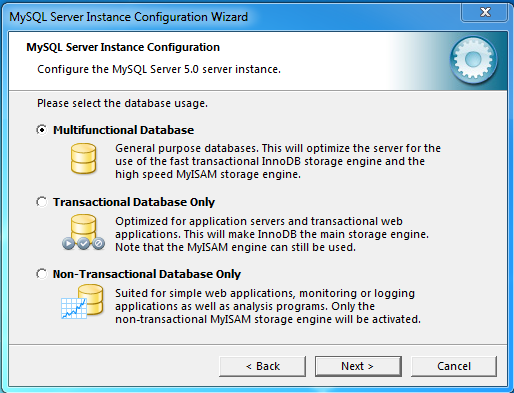 MySQL Server Instance Configuration Wizard
MySQL Server Instance Configuration
Configure the MySQL Server 5.0 server instance.
Please select the database usage.
Multifunctional Database
General purpose databases. This will optimize the server for the
use of the fast transactional InnoDB storage engine and the
high speed MyISAM storage engine.
Transactional Database Only
Optimized for application servers and transactional web
applications. This will make InnoDB the main storage engine.
Note that the MyISAM engine can still be used.
Non-Transactional Database Only
Suited for simple web applications, monitoring or logging
applications as well as analysis programs. Only the
non-transactional MyISAM storage engine will be activated.
< Back Next > Cancel